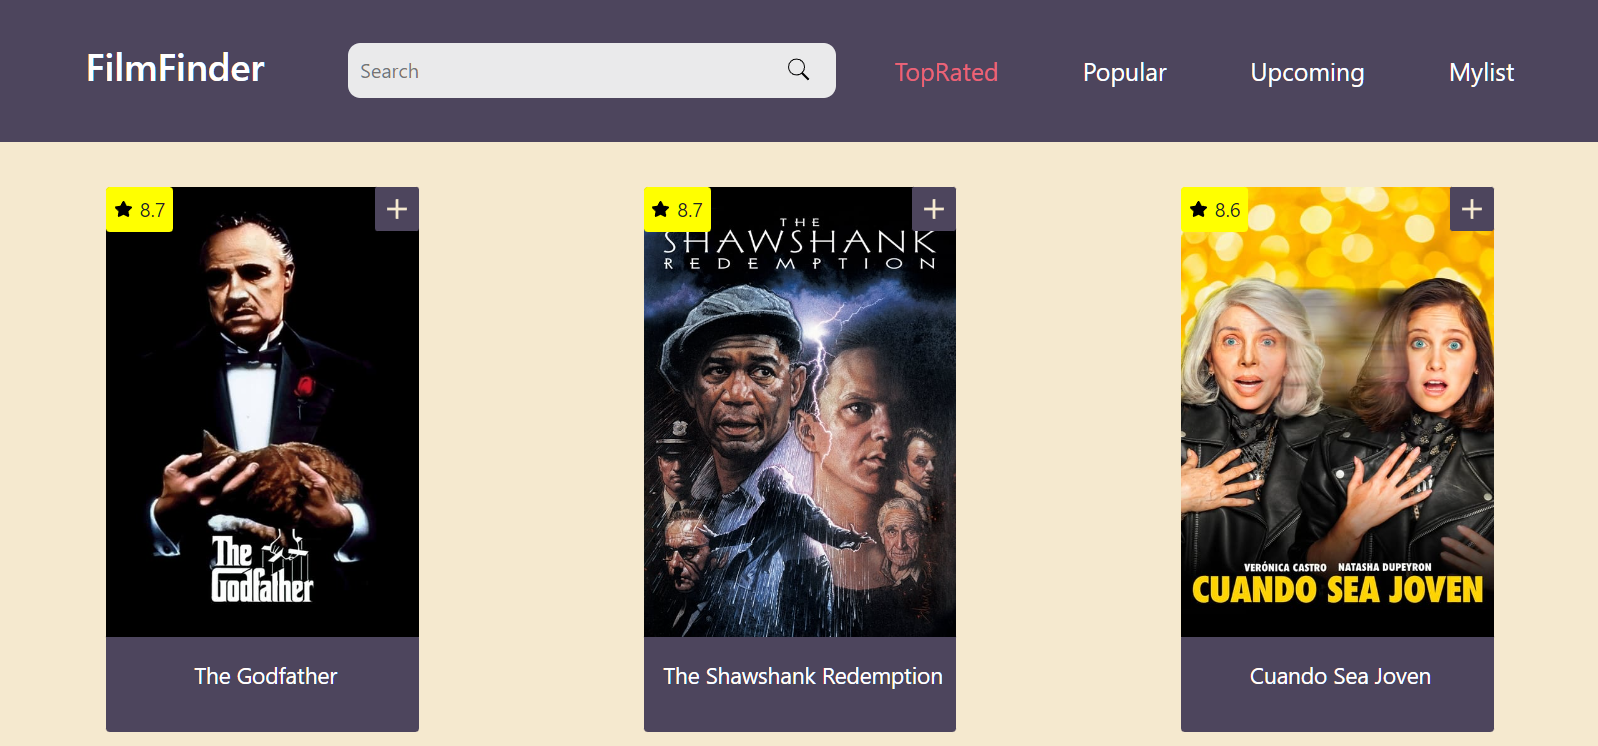 FilmFinder
Search
TopRated
Popular
Upcoming
Mylist
8.7
The
Godfather
The Godfather
8.7
THE
SHAWSHANK
REDEMPTION
The Shawshank Redemption
8.6
VERÓNICA CASTRO NATASHA DUPEYRON
CUANDO SEA JOVEN
Cuando Sea Joven